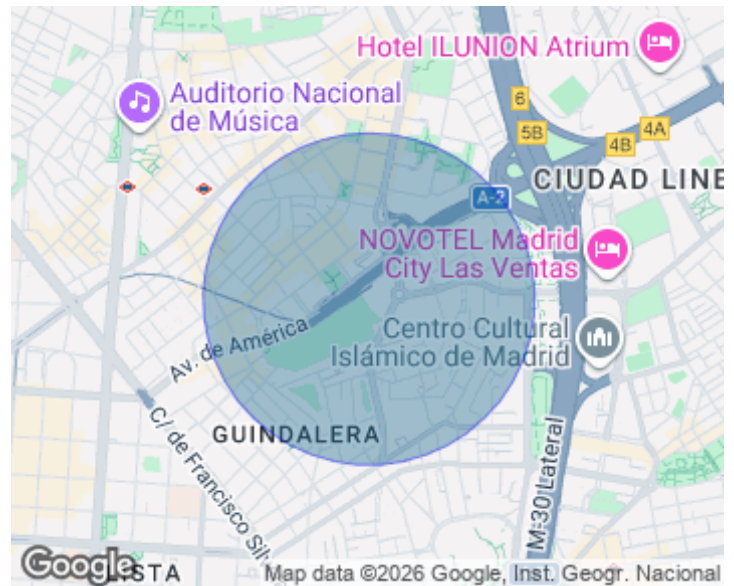 Hotel ILUNION Atrium
Auditorio Nacional
de Música
6
5B
4B
4A
CIUDAD LINE
A-2
NOVOTEL Madrid
City Las Ventas
Centro Cultural
Islámico de Madrid
Av. de América
GUINDALERA
C/ de Francisco Silv
M-30 Lateral
LISTA
Google
Map data ©2026 Google, Inst. Geogr. Nacional